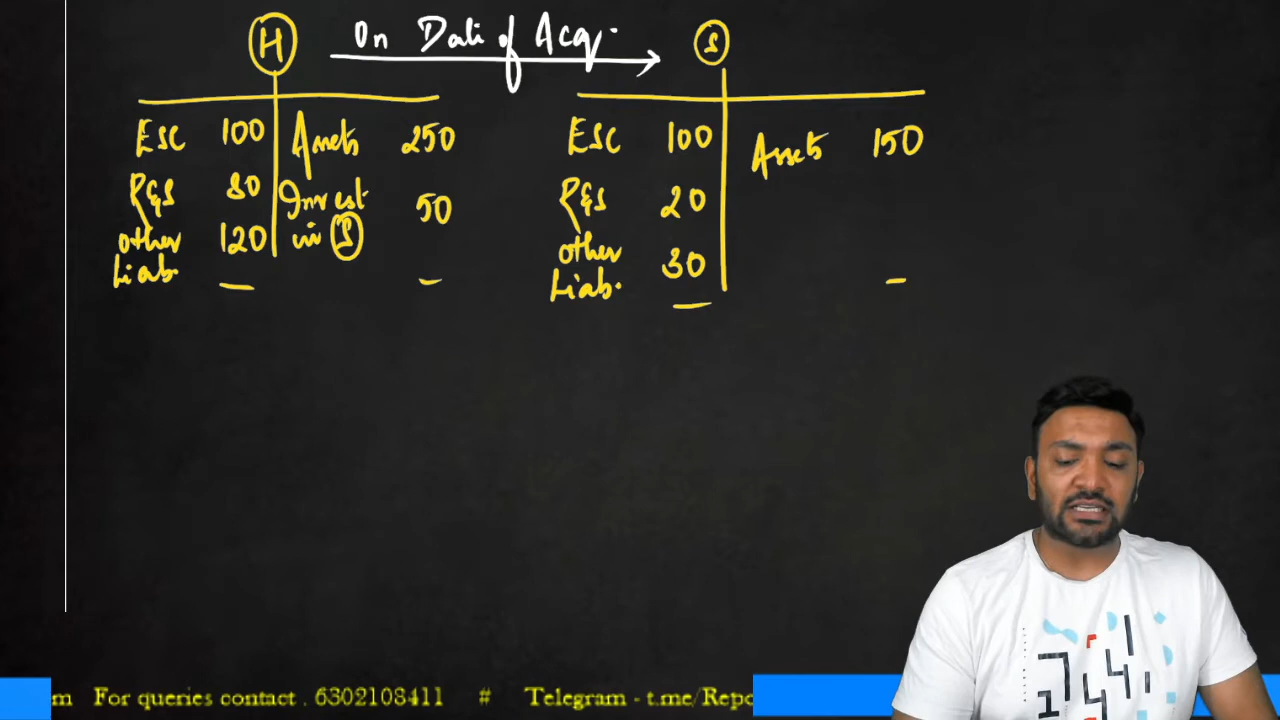 H On Date of Acq. S
ESC 100 Assets 250
R&S 80 Invest 50
in S
other 120
Liab.
ESC 100 Assets 150
R&S 20
other 30
Liab.
m For queries contact . 6302108411 # Telegram - t.me/Repo